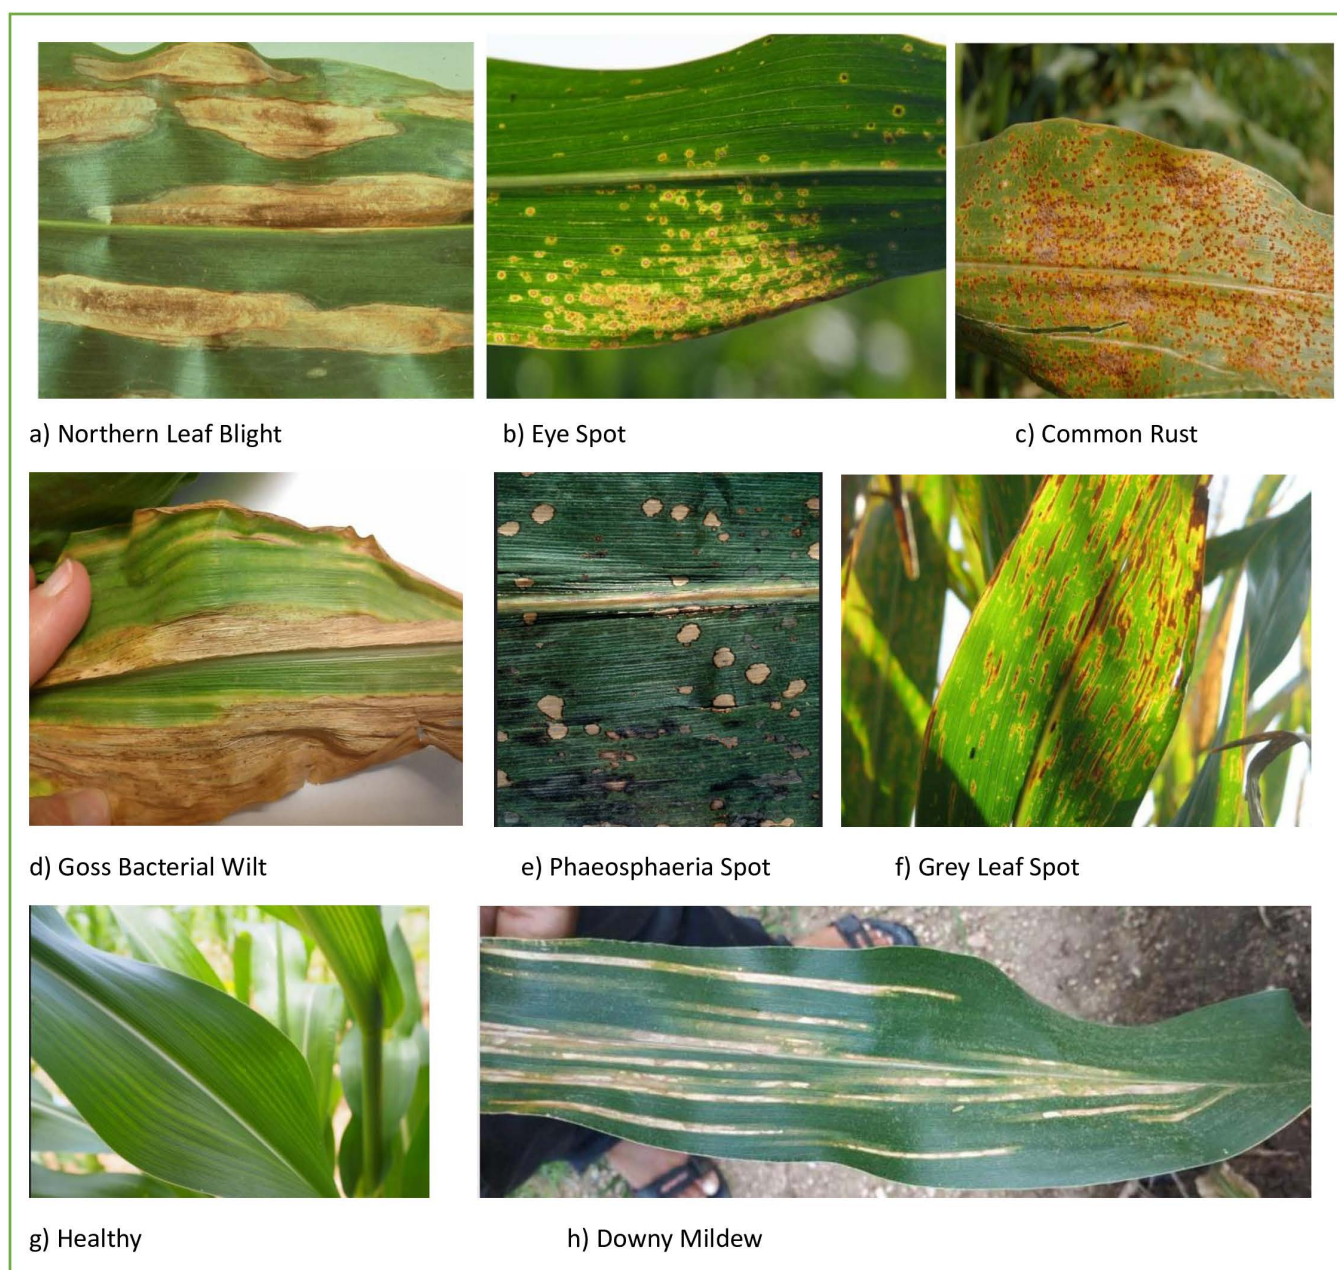 a) Northern Leaf Blight
b) Eye Spot
c) Common Rust
d) Goss Bacterial Wilt
e) Phaeosphaeria Spot
f) Grey Leaf Spot
g) Healthy
h) Downy Mildew